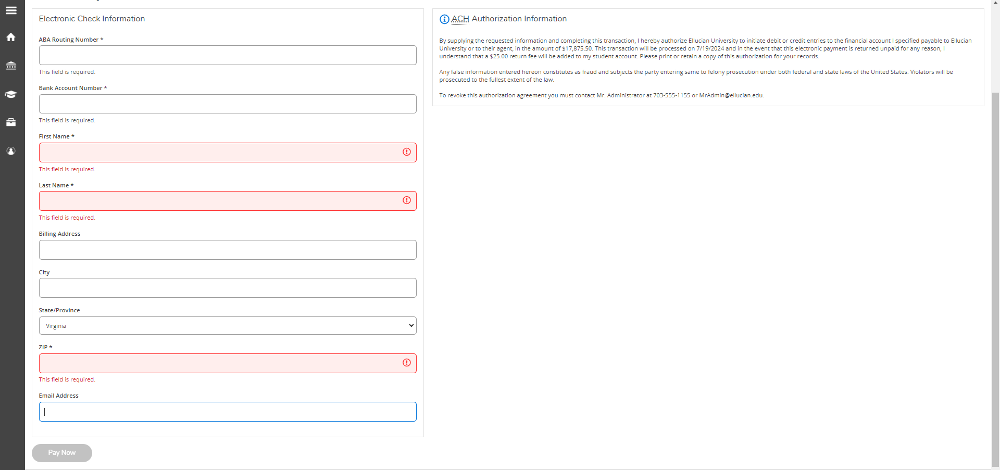 Electronic Check Information
ABA Routing Number *
This field is required.
Bank Account Number *
This field is required.
First Name *
This field is required.
Last Name *
This field is required.
Billing Address
City
State/Province
Virginia
ZIP *
This field is required.
Email Address
Pay Now
ACH Authorization Information
By supplying the requested information and completing this transaction, I hereby authorize Ellucian University to initiate debit or credit entries to the financial account I specified payable to Ellucian
University or to their agent, in the amount of $17,875.50. This transaction will be processed on 7/19/2024 and in the event that this electronic payment is returned unpaid for any reason, I
understand that a $25.00 return fee will be added to my student account. Please print or retain a copy of this authorization for your records.
Any false information entered hereon constitutes as fraud and subjects the party entering same to felony prosecution under both federal and state laws of the United States. Violators will be
prosecuted to the fullest extent of the law.
To revoke this authorization agreement you must contact Mr. Administrator at 703-555-1155 or MrAdmin@ellucian.edu.